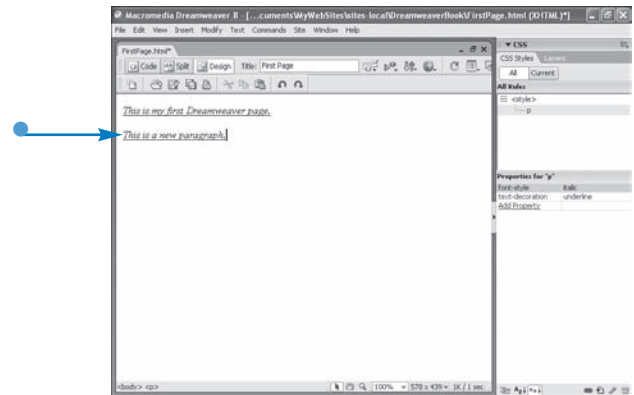 Macromedia Dreamweaver 8 - [...cuments\MyWebSites\sites-local\DreamweaverBook\FirstPage.html (XHTML)*]
File Edit View Insert Modify Text Commands Site Window Help
FirstPage.html*
Code Split Design Title: First Page
This is my first Dreamweaver page.
This is a new paragraph.
<body> <p> 100% 578 x 439 1K / 1 sec
CSS
CSS Styles Layers
All Current
All Rules
<style>
p
Properties for "p"
font-style italic
text-decoration underline
Add Property